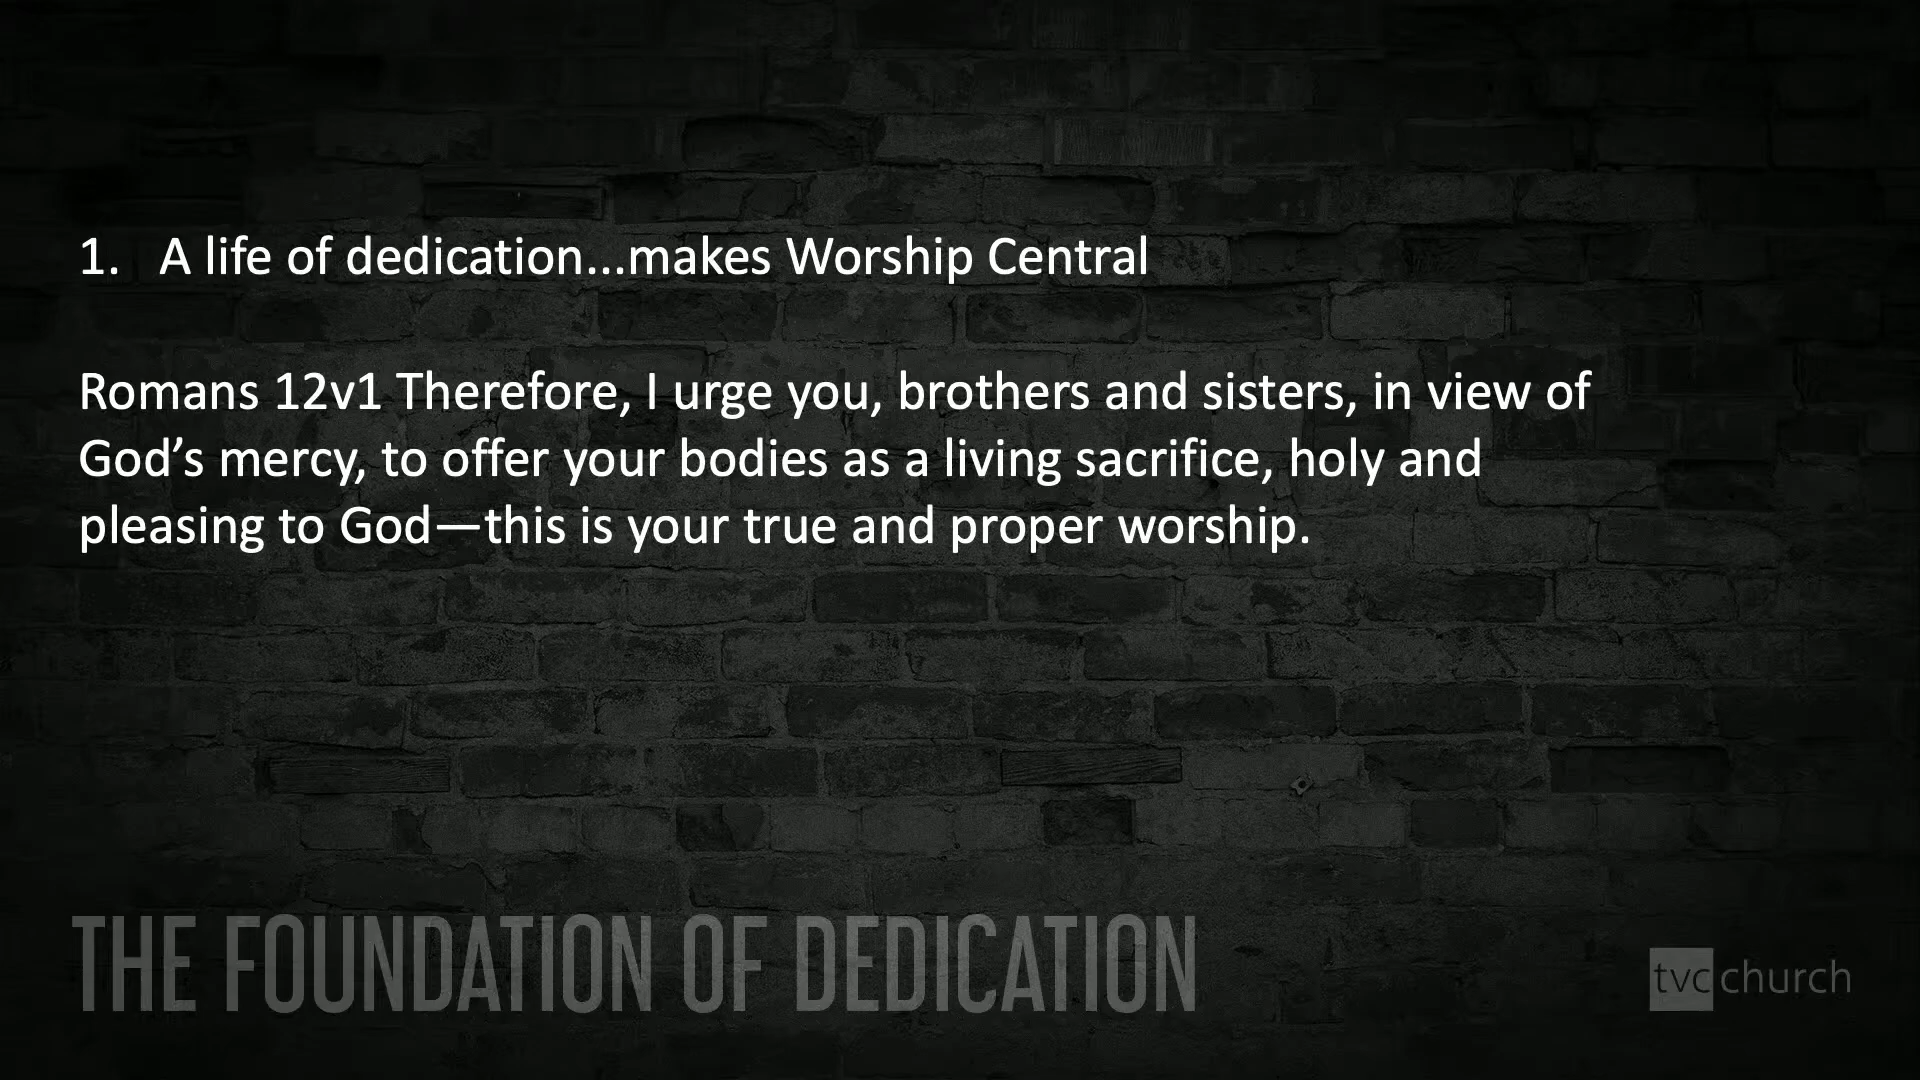 1. A life of dedication...makes Worship Central
Romans 12v1 Therefore, I urge you, brothers and sisters, in view of
God’s mercy, to offer your bodies as a living sacrifice, holy and
pleasing to God—this is your true and proper worship.
THE FOUNDATION OF DEDICATION
tvc church